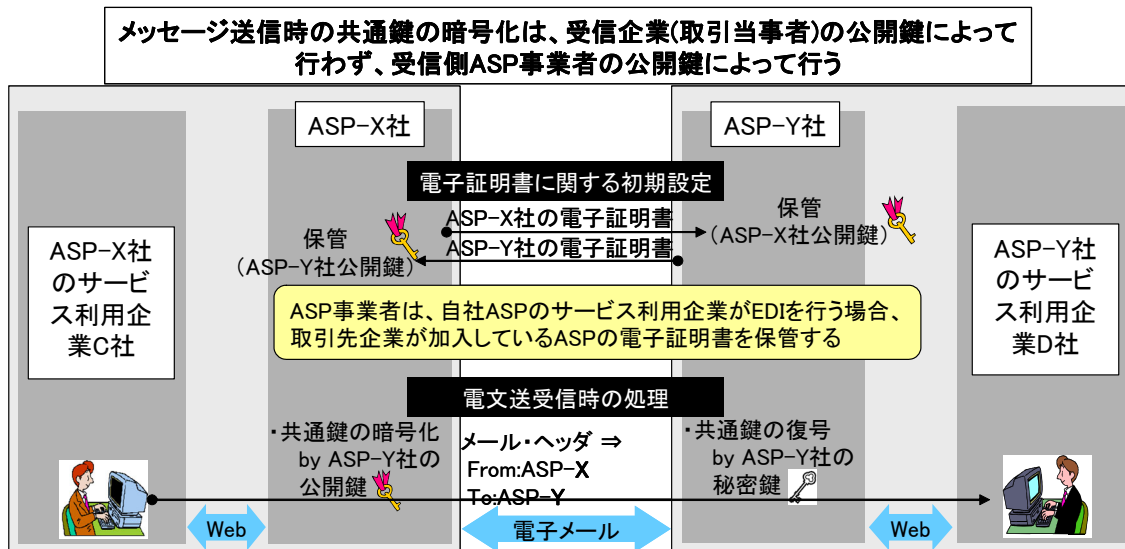 メッセージ送信時の共通鍵の暗号化は、受信企業(取引当事者)の公開鍵によって
行わず、受信側ASP事業者の公開鍵によって行う
ASP-X社
ASP-Y社
電子証明書に関する初期設定
ASP-X社の電子証明書
ASP-Y社の電子証明書
保管
(ASP-Y社公開鍵)
保管
(ASP-X社公開鍵)
ASP-X社
のサービ
ス利用企
業C社
ASP-Y社
のサービ
ス利用企
業D社
ASP事業者は、自社ASPのサービス利用企業がEDIを行う場合、
取引先企業が加入しているASPの電子証明書を保管する
電文送受信時の処理
・共通鍵の暗号化
by ASP-Y社の
公開鍵
メール・ヘッダ ⇒
From:ASP-X
To:ASP-Y
・共通鍵の復号
by ASP-Y社の
秘密鍵
Web
電子メール
Web